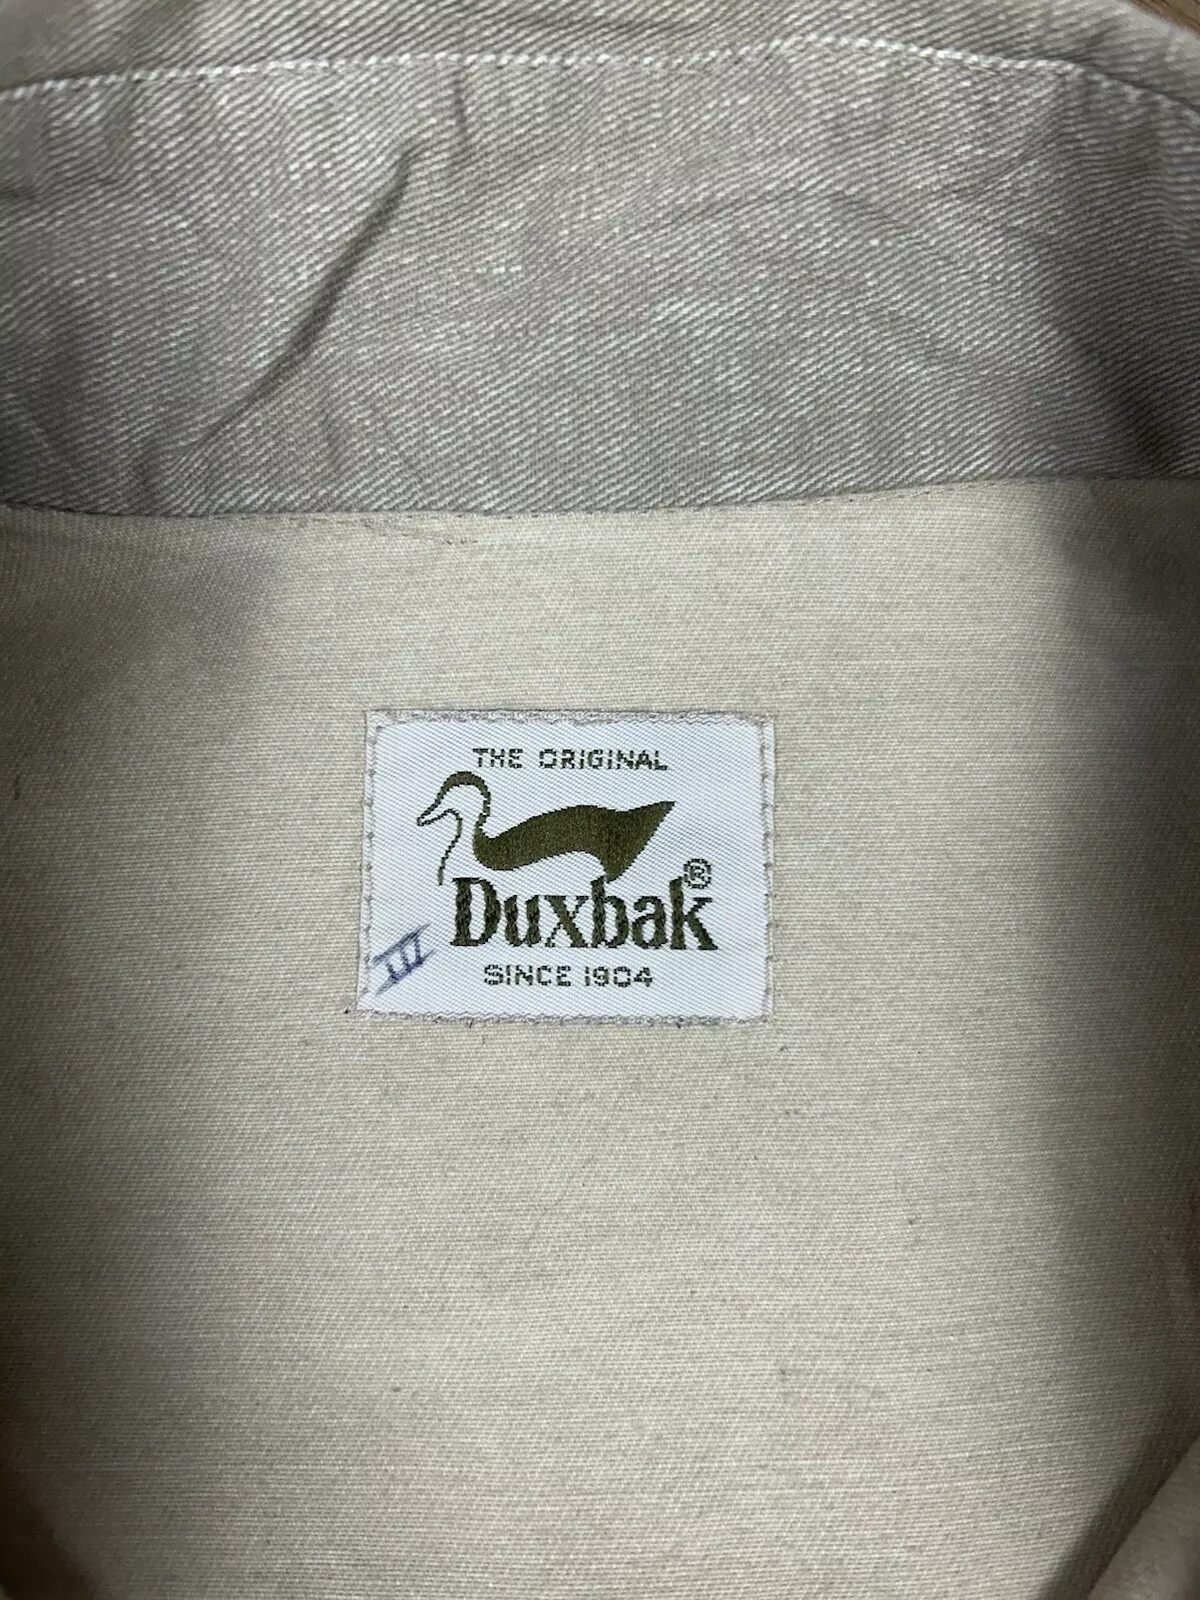 THE ORIGINAL
Duxbak®
III
SINCE 1904